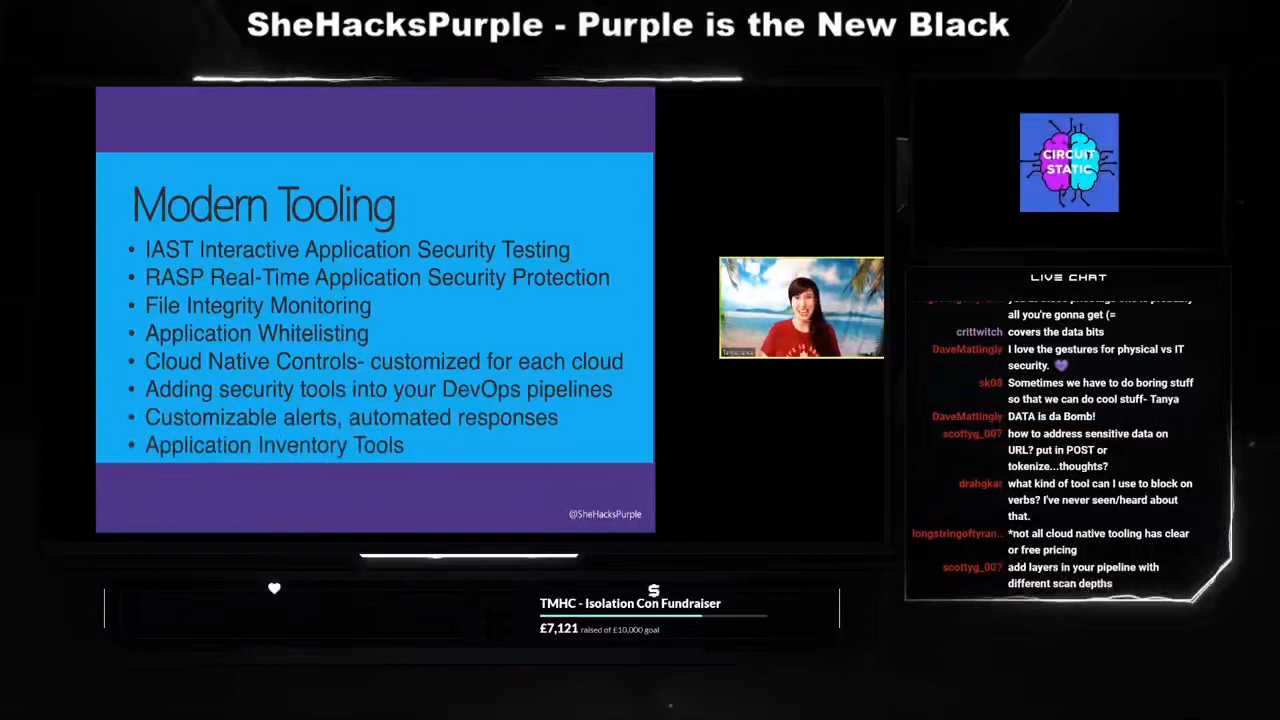 SheHacksPurple - Purple is the New Black
Modern Tooling
• IAST Interactive Application Security Testing
• RASP Real-Time Application Security Protection
• File Integrity Monitoring
• Application Whitelisting
• Cloud Native Controls- customized for each cloud
• Adding security tools into your DevOps pipelines
• Customizable alerts, automated responses
• Application Inventory Tools
@SheHacksPurple
CIRCUIT
STATIC
LIVE CHAT
all you're gonna get (=
crittwitch covers the data bits
DaveMattingly I love the gestures for physical vs IT
security. 💜
sk08 Sometimes we have to do boring stuff
so that we can do cool stuff- Tanya
DaveMattingly DATA is da Bomb!
scottyg_007 how to address sensitive data on
URL? put in POST or
tokenize...thoughts?
drahgkar what kind of tool can I use to block on
verbs? I've never seen/heard about
that.
longstringoftyran... *not all cloud native tooling has clear
or free pricing
scottyg_007 add layers in your pipeline with
different scan depths
TMHC - Isolation Con Fundraiser
£7,121 raised of £10,000 goal